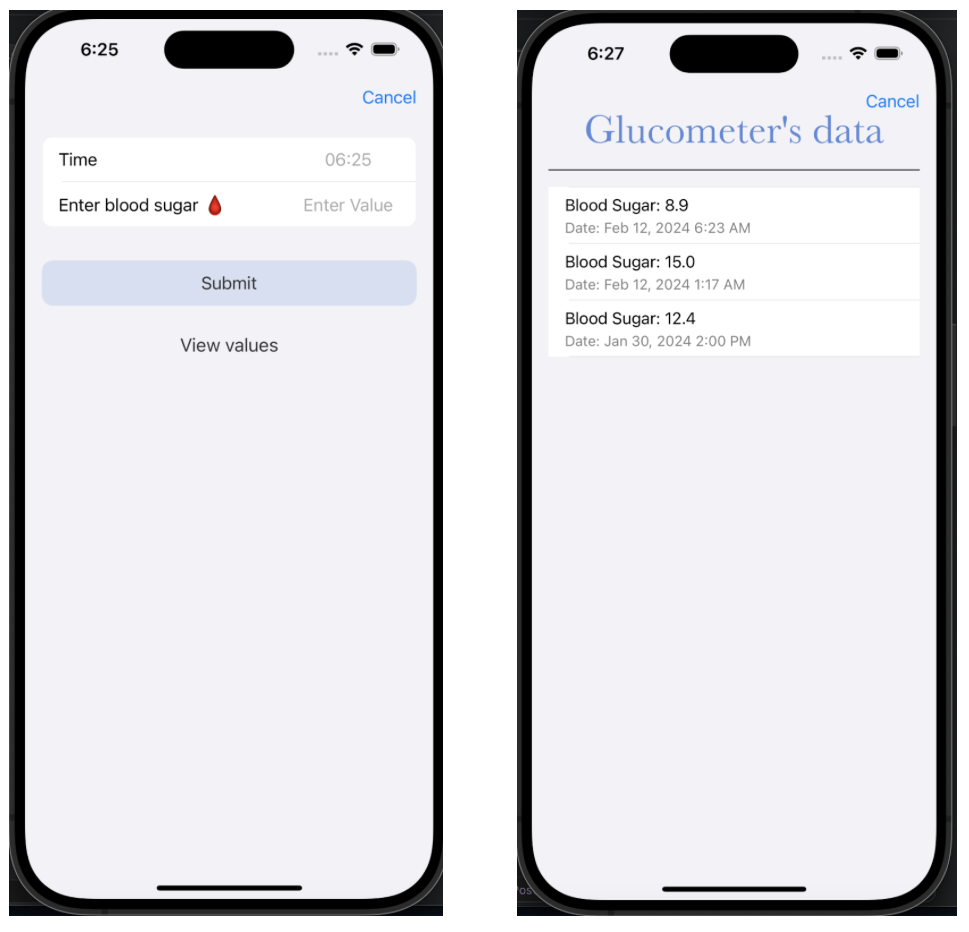 6:25
Cancel
Time 06:25
Enter blood sugar 🩸 Enter Value
Submit
View values
6:27
Cancel
Glucometer's data
Blood Sugar: 8.9
Date: Feb 12, 2024 6:23 AM
Blood Sugar: 15.0
Date: Feb 12, 2024 1:17 AM
Blood Sugar: 12.4
Date: Jan 30, 2024 2:00 PM